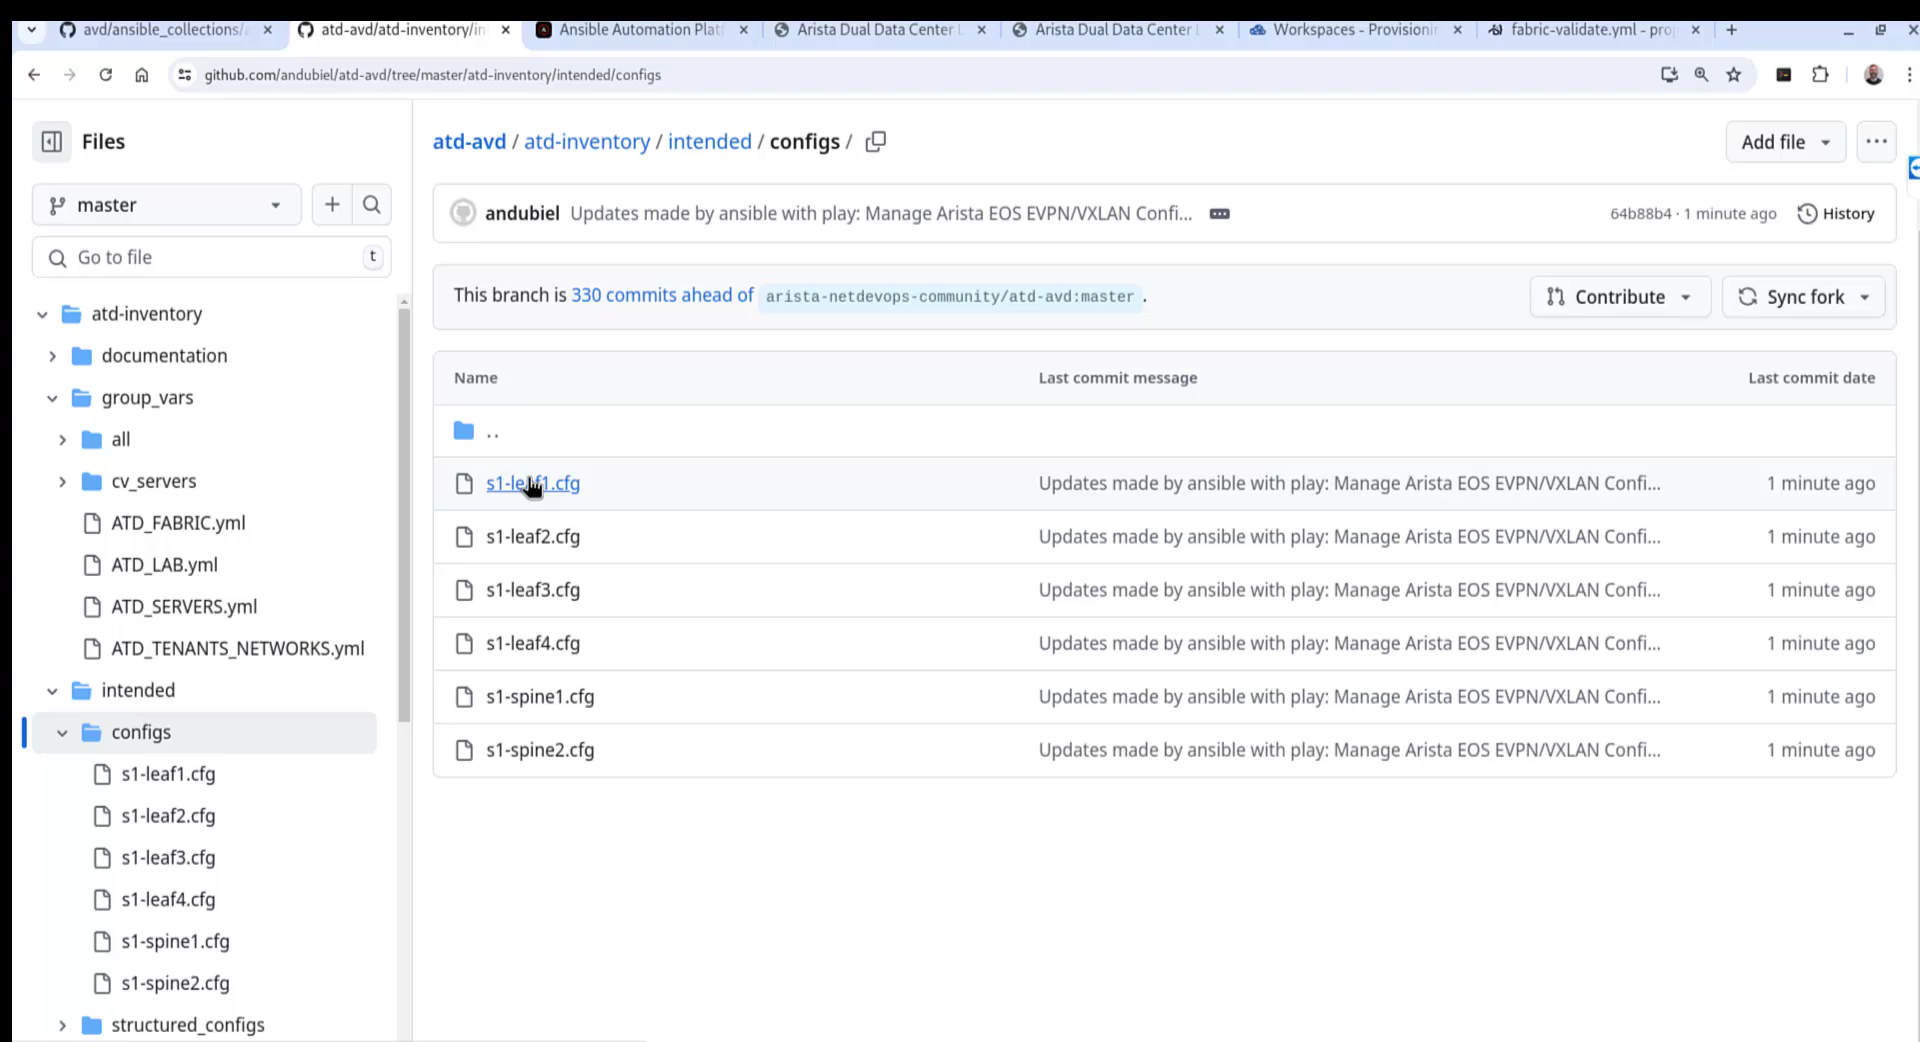 avd/ansible_collections/
atd-avd/atd-inventory/in
Ansible Automation Platf
Arista Dual Data Center L
Arista Dual Data Center L
Workspaces - Provisionin
fabric-validate.yml - proj
github.com/andubiel/atd-avd/tree/master/atd-inventory/intended/configs
Files
master
Go to file
t
atd-inventory
documentation
group_vars
all
cv_servers
ATD_FABRIC.yml
ATD_LAB.yml
ATD_SERVERS.yml
ATD_TENANTS_NETWORKS.yml
intended
configs
s1-leaf1.cfg
s1-leaf2.cfg
s1-leaf3.cfg
s1-leaf4.cfg
s1-spine1.cfg
s1-spine2.cfg
structured_configs
atd-avd / atd-inventory / intended / configs /
Add file
andubiel Updates made by ansible with play: Manage Arista EOS EVPN/VXLAN Confi...
64b88b4 · 1 minute ago
History
This branch is 330 commits ahead of arista-netdevops-community/atd-avd:master .
Contribute
Sync fork
Name Last commit message Last commit date
..
s1-leaf1.cfg Updates made by ansible with play: Manage Arista EOS EVPN/VXLAN Confi... 1 minute ago
s1-leaf2.cfg Updates made by ansible with play: Manage Arista EOS EVPN/VXLAN Confi... 1 minute ago
s1-leaf3.cfg Updates made by ansible with play: Manage Arista EOS EVPN/VXLAN Confi... 1 minute ago
s1-leaf4.cfg Updates made by ansible with play: Manage Arista EOS EVPN/VXLAN Confi... 1 minute ago
s1-spine1.cfg Updates made by ansible with play: Manage Arista EOS EVPN/VXLAN Confi... 1 minute ago
s1-spine2.cfg Updates made by ansible with play: Manage Arista EOS EVPN/VXLAN Confi... 1 minute ago